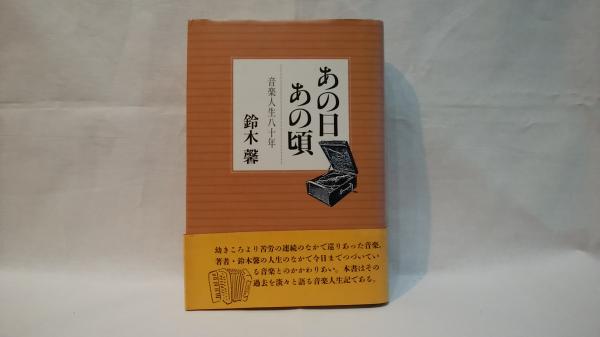 あの日
あの頃
音楽人生八十年
鈴木馨
幼きころより苦労の連続のなかで巡りあった音楽。
著者・鈴木馨の人生のなかで今日までつづいてい
る音楽とのかかわりあい。本書はその
過去を淡々と語る音楽人生記である。